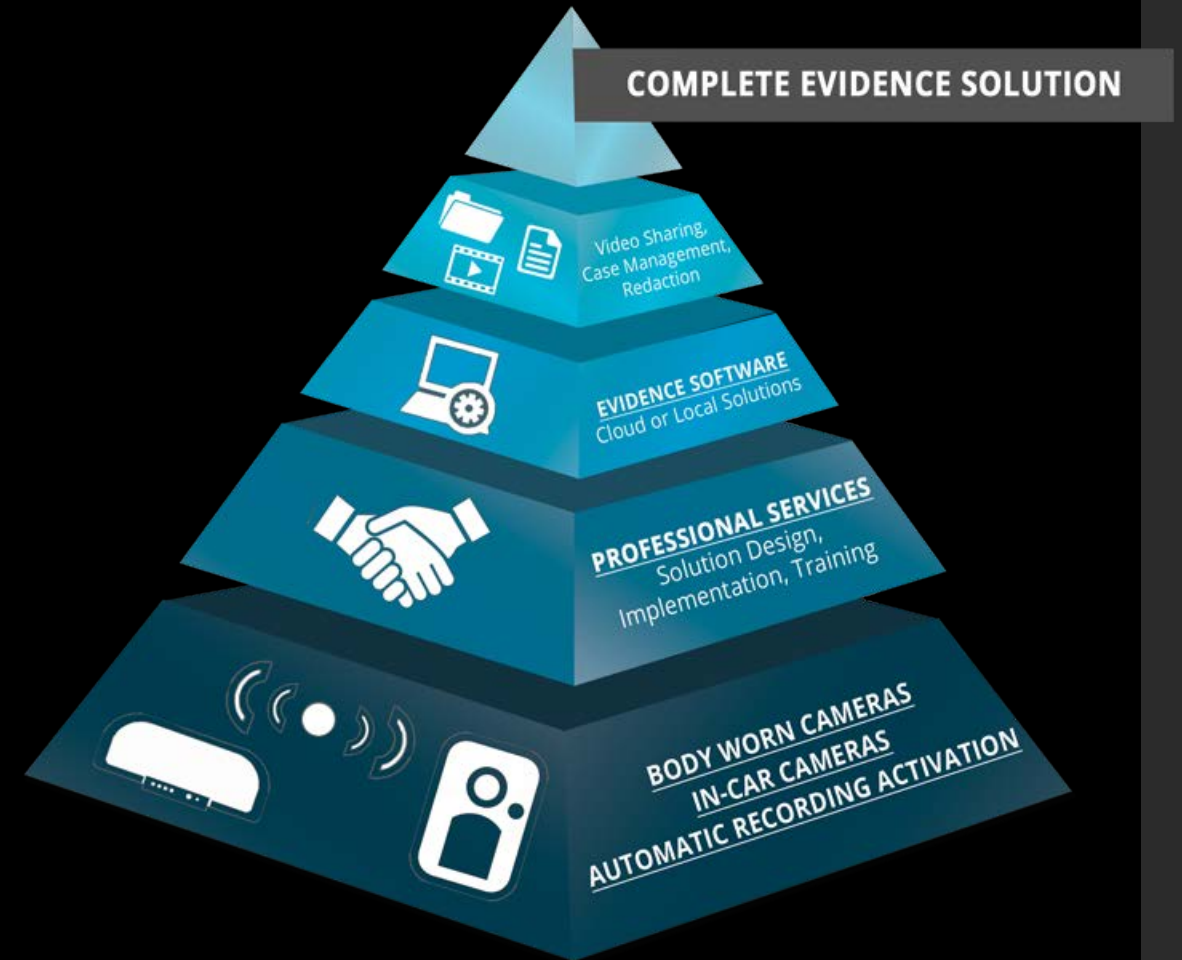 COMPLETE EVIDENCE SOLUTION
Video Sharing,
Case Management,
Redaction
EVIDENCE SOFTWARE
Cloud or Local Solutions
PROFESSIONAL SERVICES
Solution Design,
Implementation, Training
BODY WORN CAMERAS
IN-CAR CAMERAS
AUTOMATIC RECORDING ACTIVATION